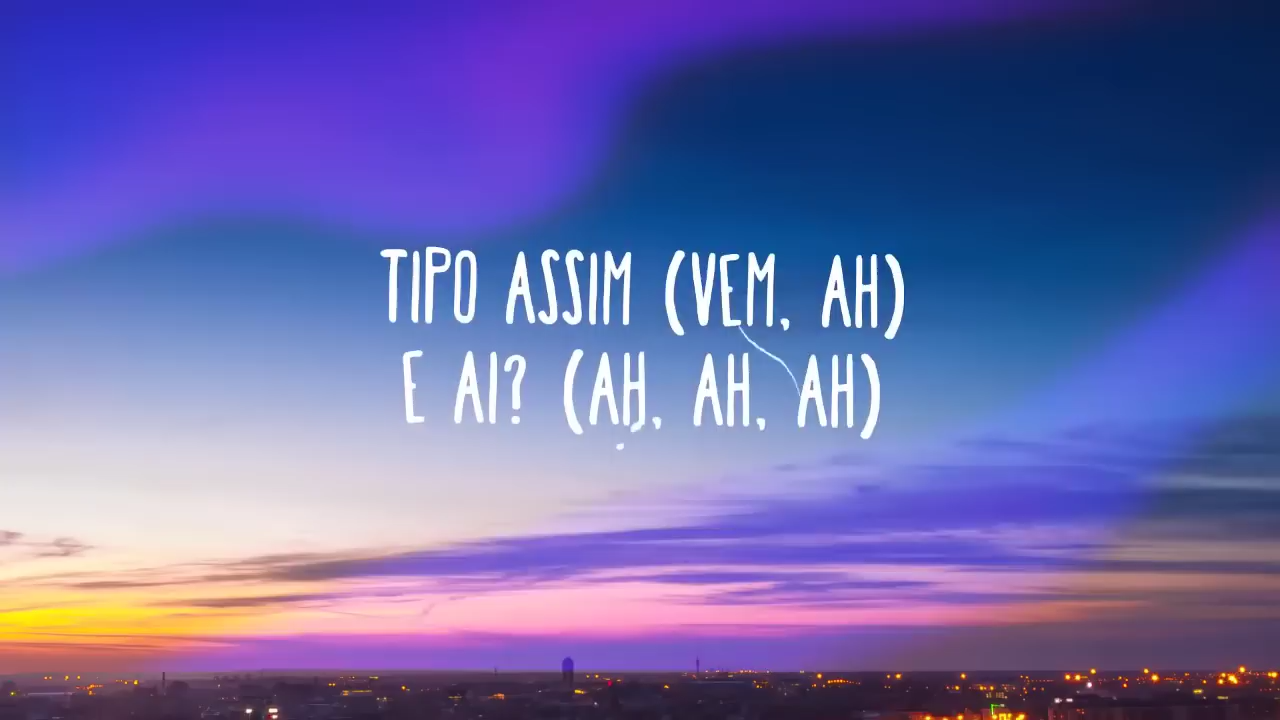 TIPO ASSIM (VEM, AH)
E AI? (AH, AH, AH)